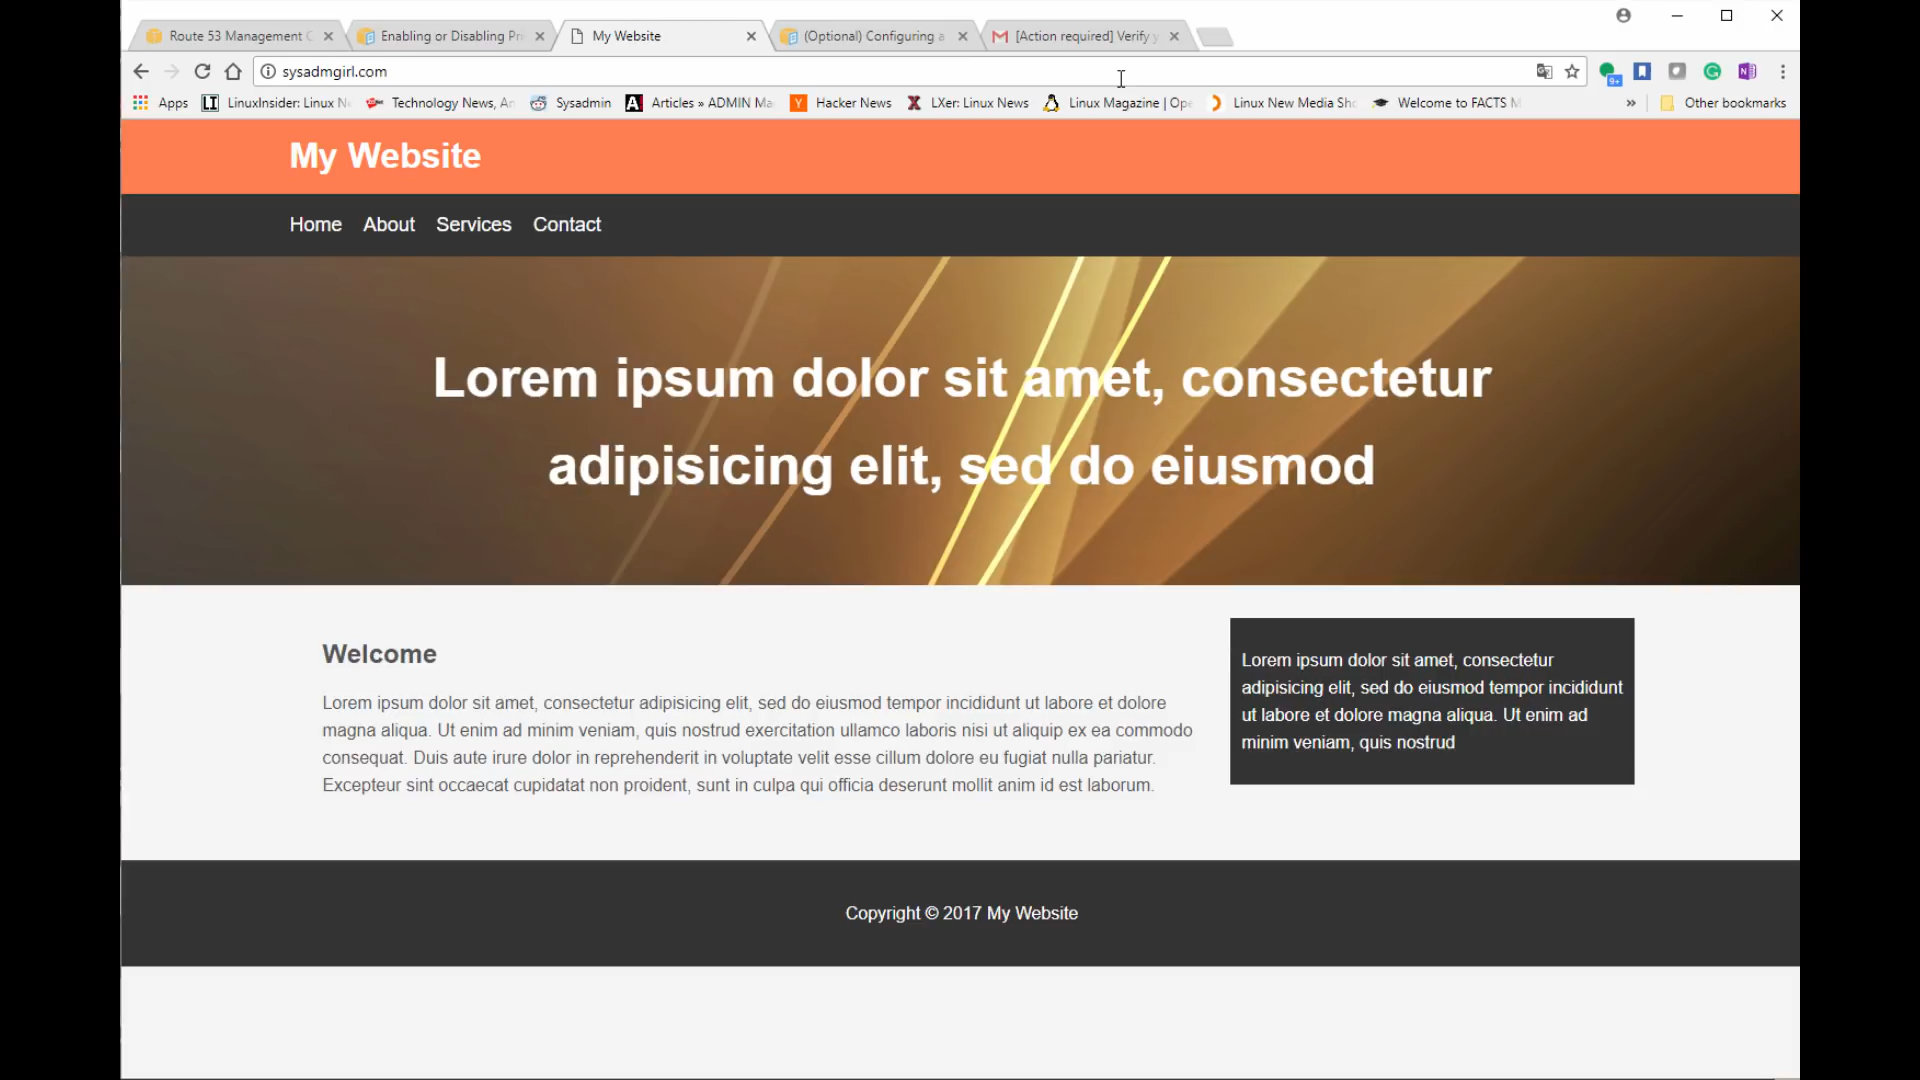 Route 53 Management C
Enabling or Disabling Pri
My Website
(Optional) Configuring a
[Action required] Verify y
sysadmgirl.com
Apps
LinuxInsider: Linux N
Technology News, An
Sysadmin
Articles » ADMIN Ma
Hacker News
LXer: Linux News
Linux Magazine | Ope
Linux New Media Sho
Welcome to FACTS M
»
Other bookmarks
My Website
Home About Services Contact
Lorem ipsum dolor sit amet, consectetur
adipisicing elit, sed do eiusmod
Welcome
Lorem ipsum dolor sit amet, consectetur adipisicing elit, sed do eiusmod tempor incididunt ut labore et dolore
magna aliqua. Ut enim ad minim veniam, quis nostrud exercitation ullamco laboris nisi ut aliquip ex ea commodo
consequat. Duis aute irure dolor in reprehenderit in voluptate velit esse cillum dolore eu fugiat nulla pariatur.
Excepteur sint occaecat cupidatat non proident, sunt in culpa qui officia deserunt mollit anim id est laborum.
Lorem ipsum dolor sit amet, consectetur
adipisicing elit, sed do eiusmod tempor incididunt
ut labore et dolore magna aliqua. Ut enim ad
minim veniam, quis nostrud
Copyright © 2017 My Website